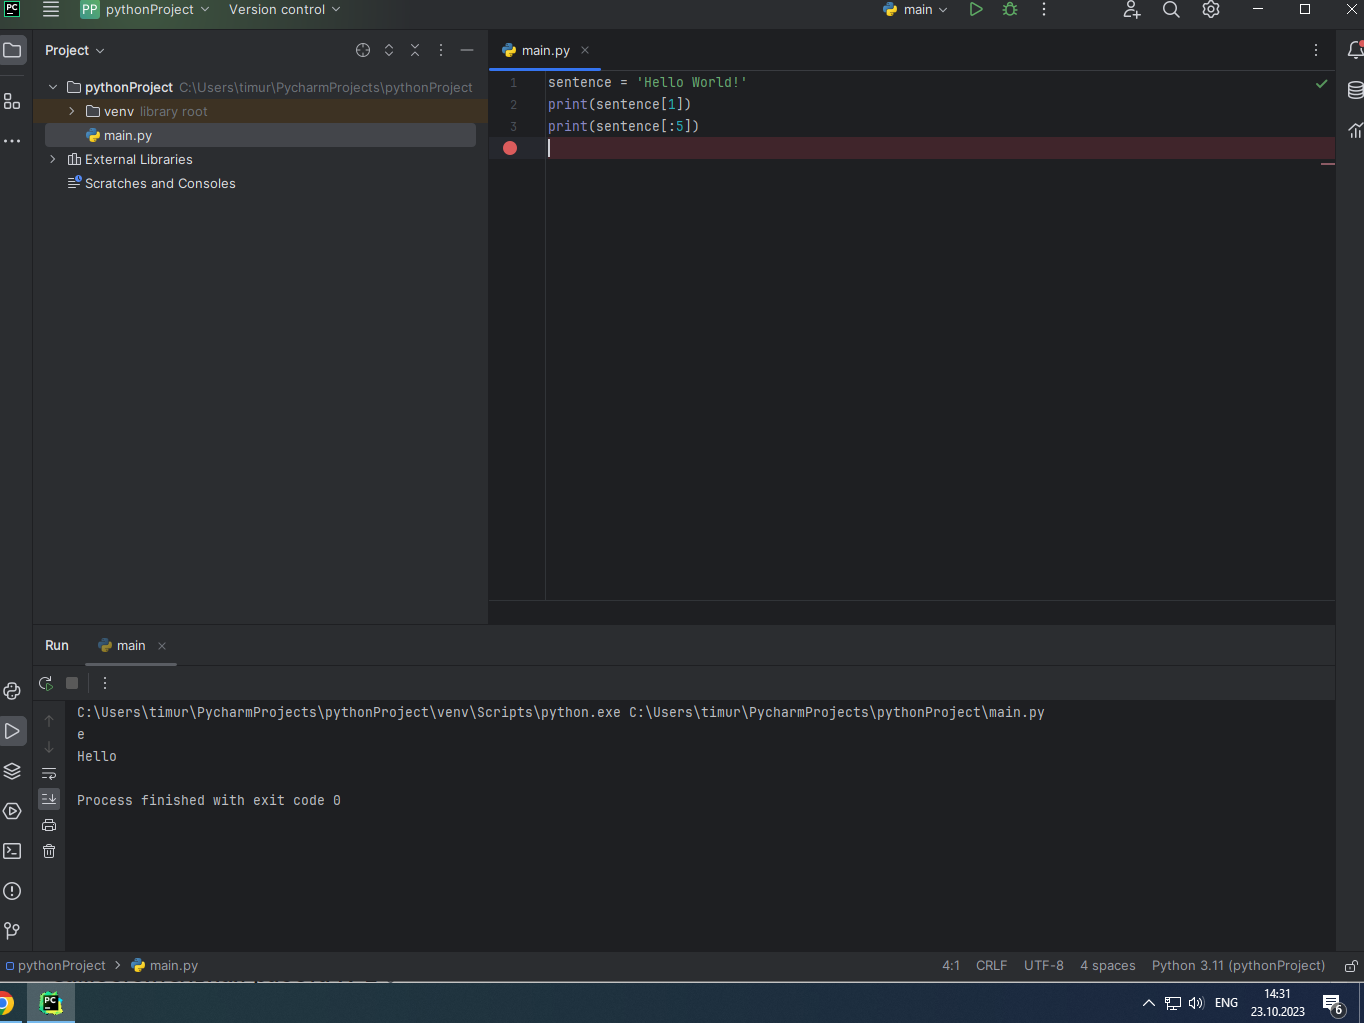 PC
PP pythonProject Version control main
Project
main.py
pythonProject C:\Users\timur\PycharmProjects\pythonProject
venv library root
main.py
External Libraries
Scratches and Consoles
1 sentence = 'Hello World!'
2 print(sentence[1])
3 print(sentence[:5])
Run main
C:\Users\timur\PycharmProjects\pythonProject\venv\Scripts\python.exe C:\Users\timur\PycharmProjects\pythonProject\main.py
e
Hello
Process finished with exit code 0
pythonProject > main.py 4:1 CRLF UTF-8 4 spaces Python 3.11 (pythonProject)
PC
ENG
14:31
23.10.2023
6